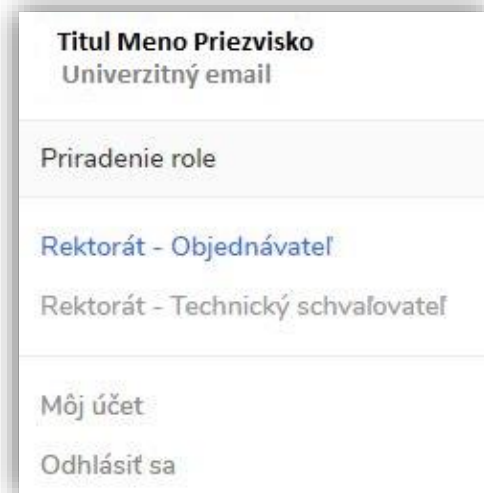 Titul Meno Priezvisko
Univerzitný email
Priradenie role
Rektorát - Objednávateľ
Rektorát - Technický schvaľovateľ
Môj účet
Odhlásiť sa